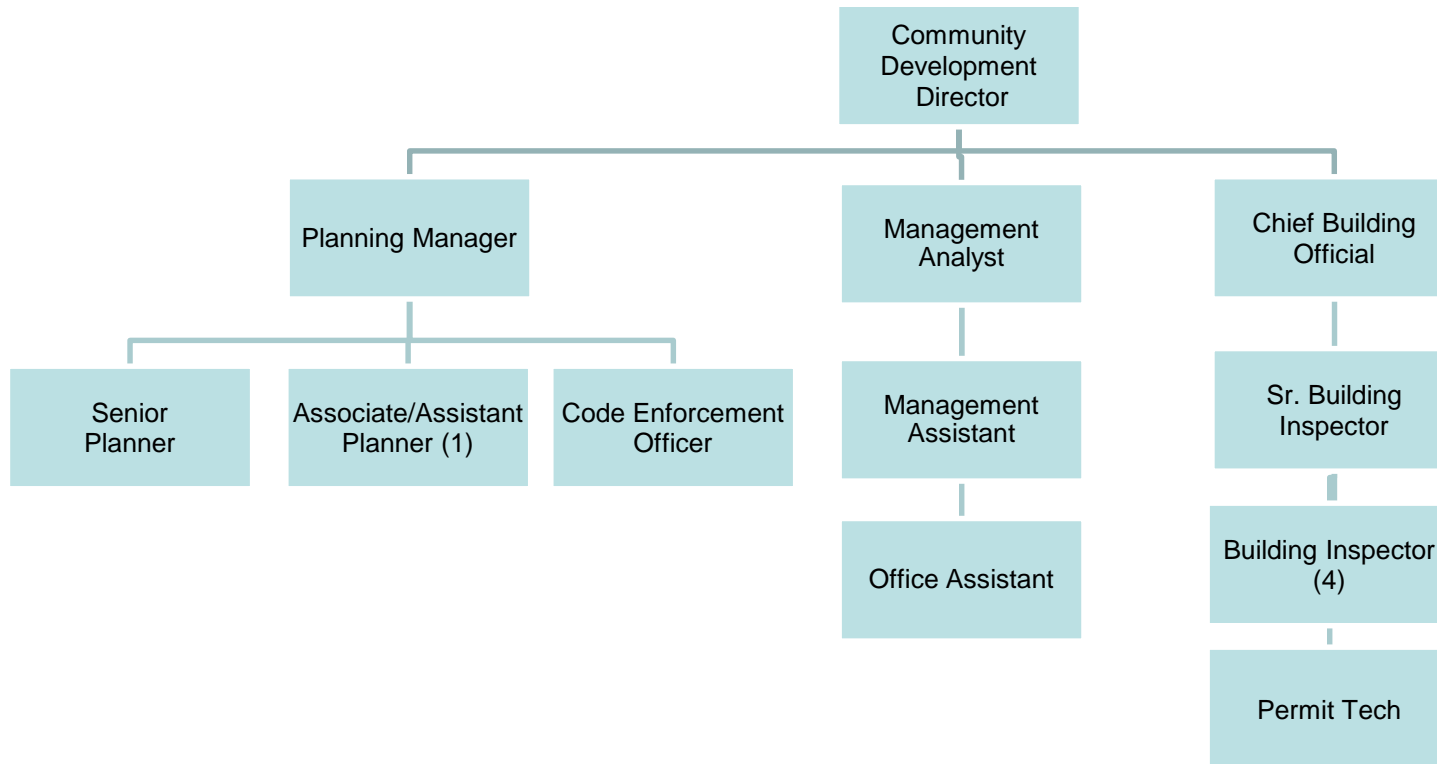 Community
Development
Director
Planning Manager
Management
Analyst
Chief Building
Official
Senior
Planner
Associate/Assistant
Planner (1)
Code Enforcement
Officer
Management
Assistant
Sr. Building
Inspector
Office Assistant
Building Inspector
(4)
Permit Tech